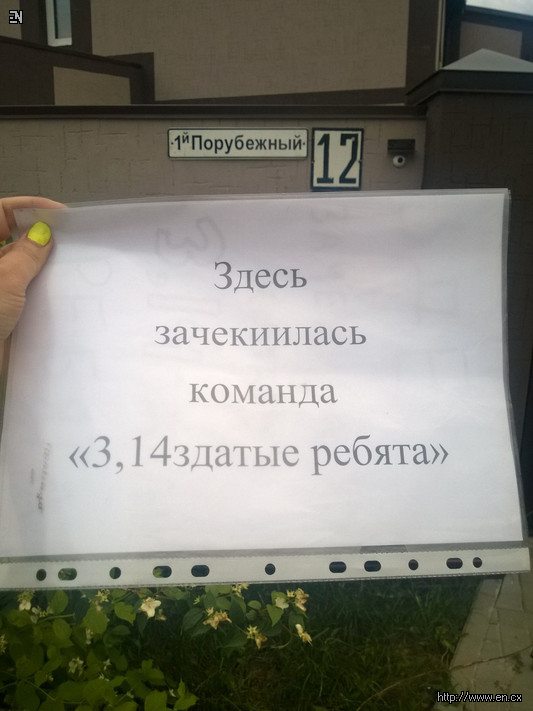 EN
1й Порубежный
12
Здесь
зачекиилась
команда
«3,14здатые ребята»
http://www.en.cx